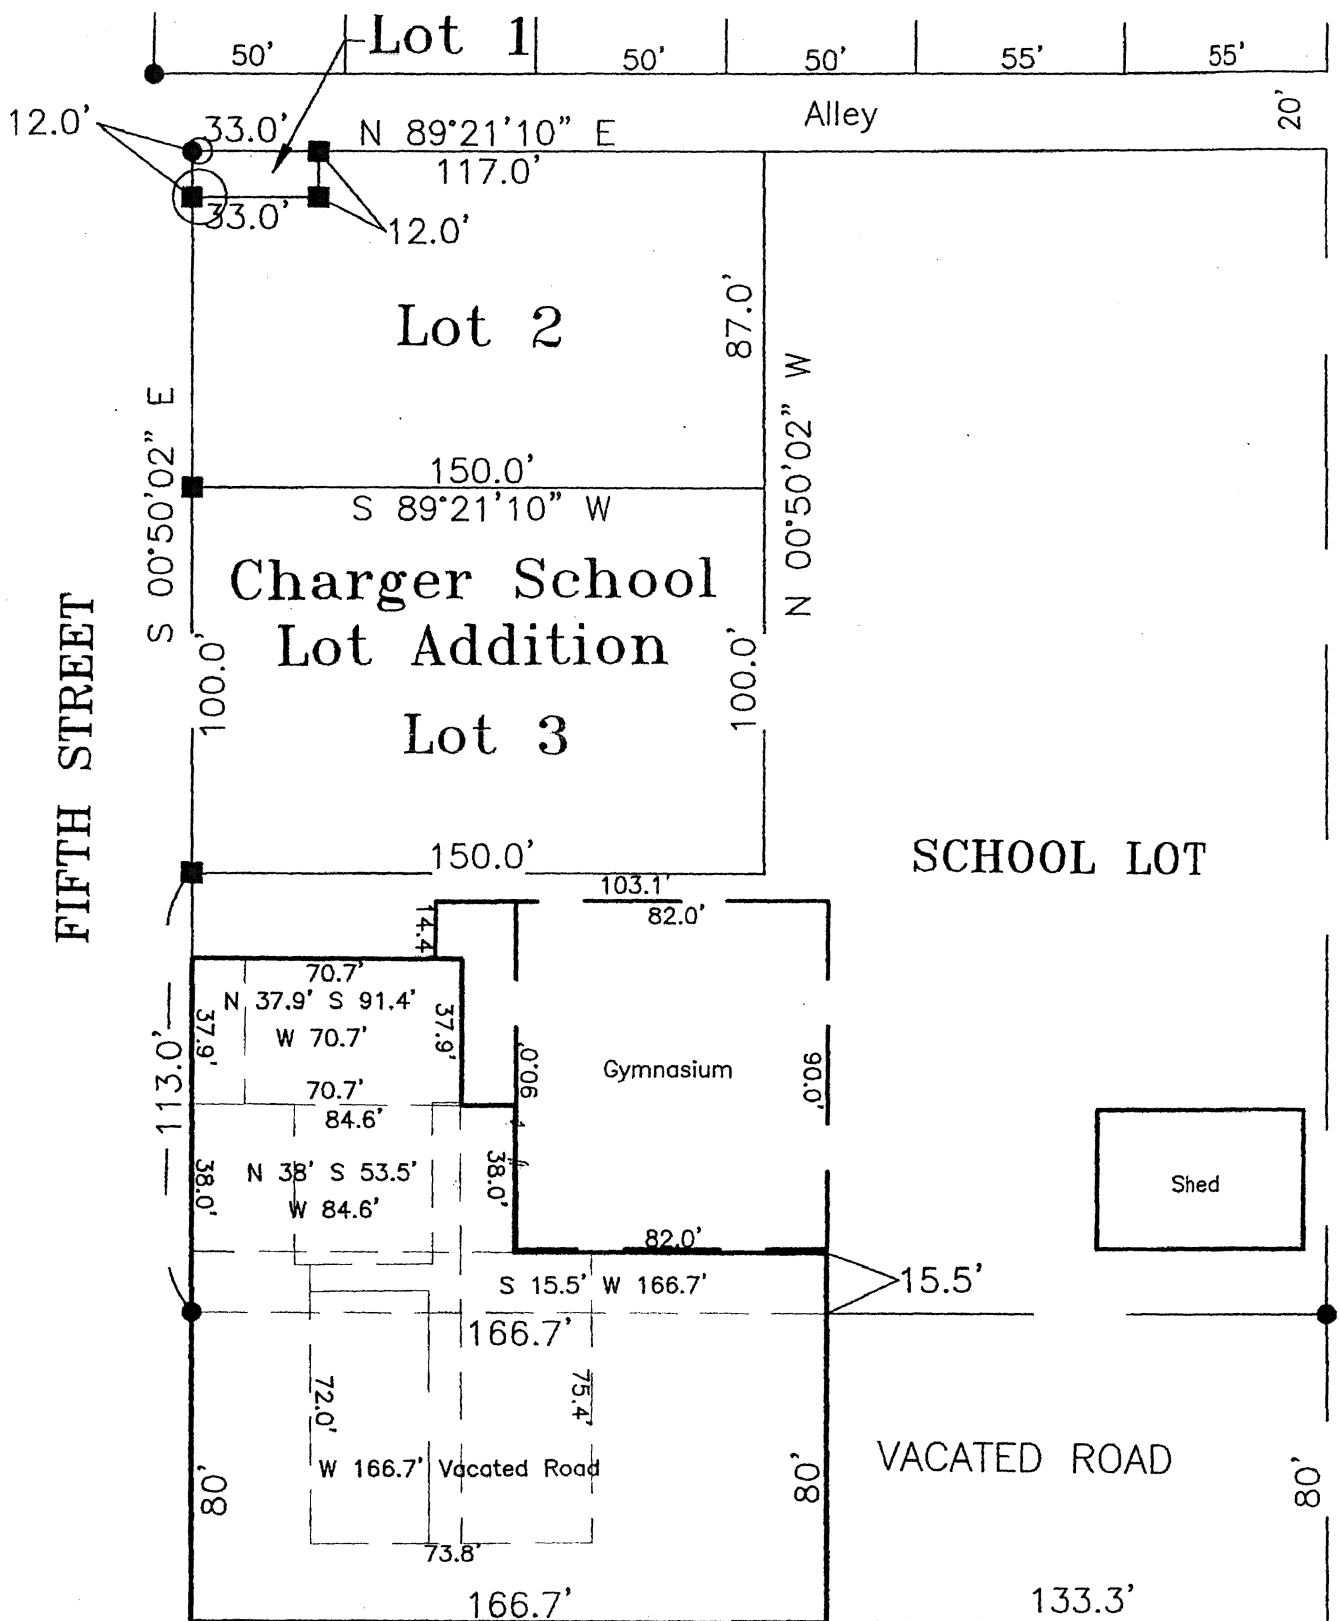 Lot 1
50'
50'
50'
55'
55'
12.0'
33.0'
N 89°21'10" E
Alley
20'
117.0'
33.0'
12.0'
Lot 2
87.0'
S 00°50'02" E
N 00°50'02" W
150.0'
S 89°21'10" W
Charger School
Lot Addition
FIFTH STREET
100.0'
100.0'
Lot 3
150.0'
SCHOOL LOT
103.1'
14.4'
82.0'
70.7'
N 37.9' S 91.4'
37.9'
W 70.7'
37.9'
113.0'
90.0'
Gymnasium
90.0'
70.7'
84.6'
38.0'
N 38' S 53.5'
38.0'
W 84.6'
Shed
82.0'
S 15.5' W 166.7'
15.5'
166.7'
72.0'
75.4'
W 166.7' Vacated Road
VACATED ROAD
80'
80'
80'
73.8'
166.7'
133.3'